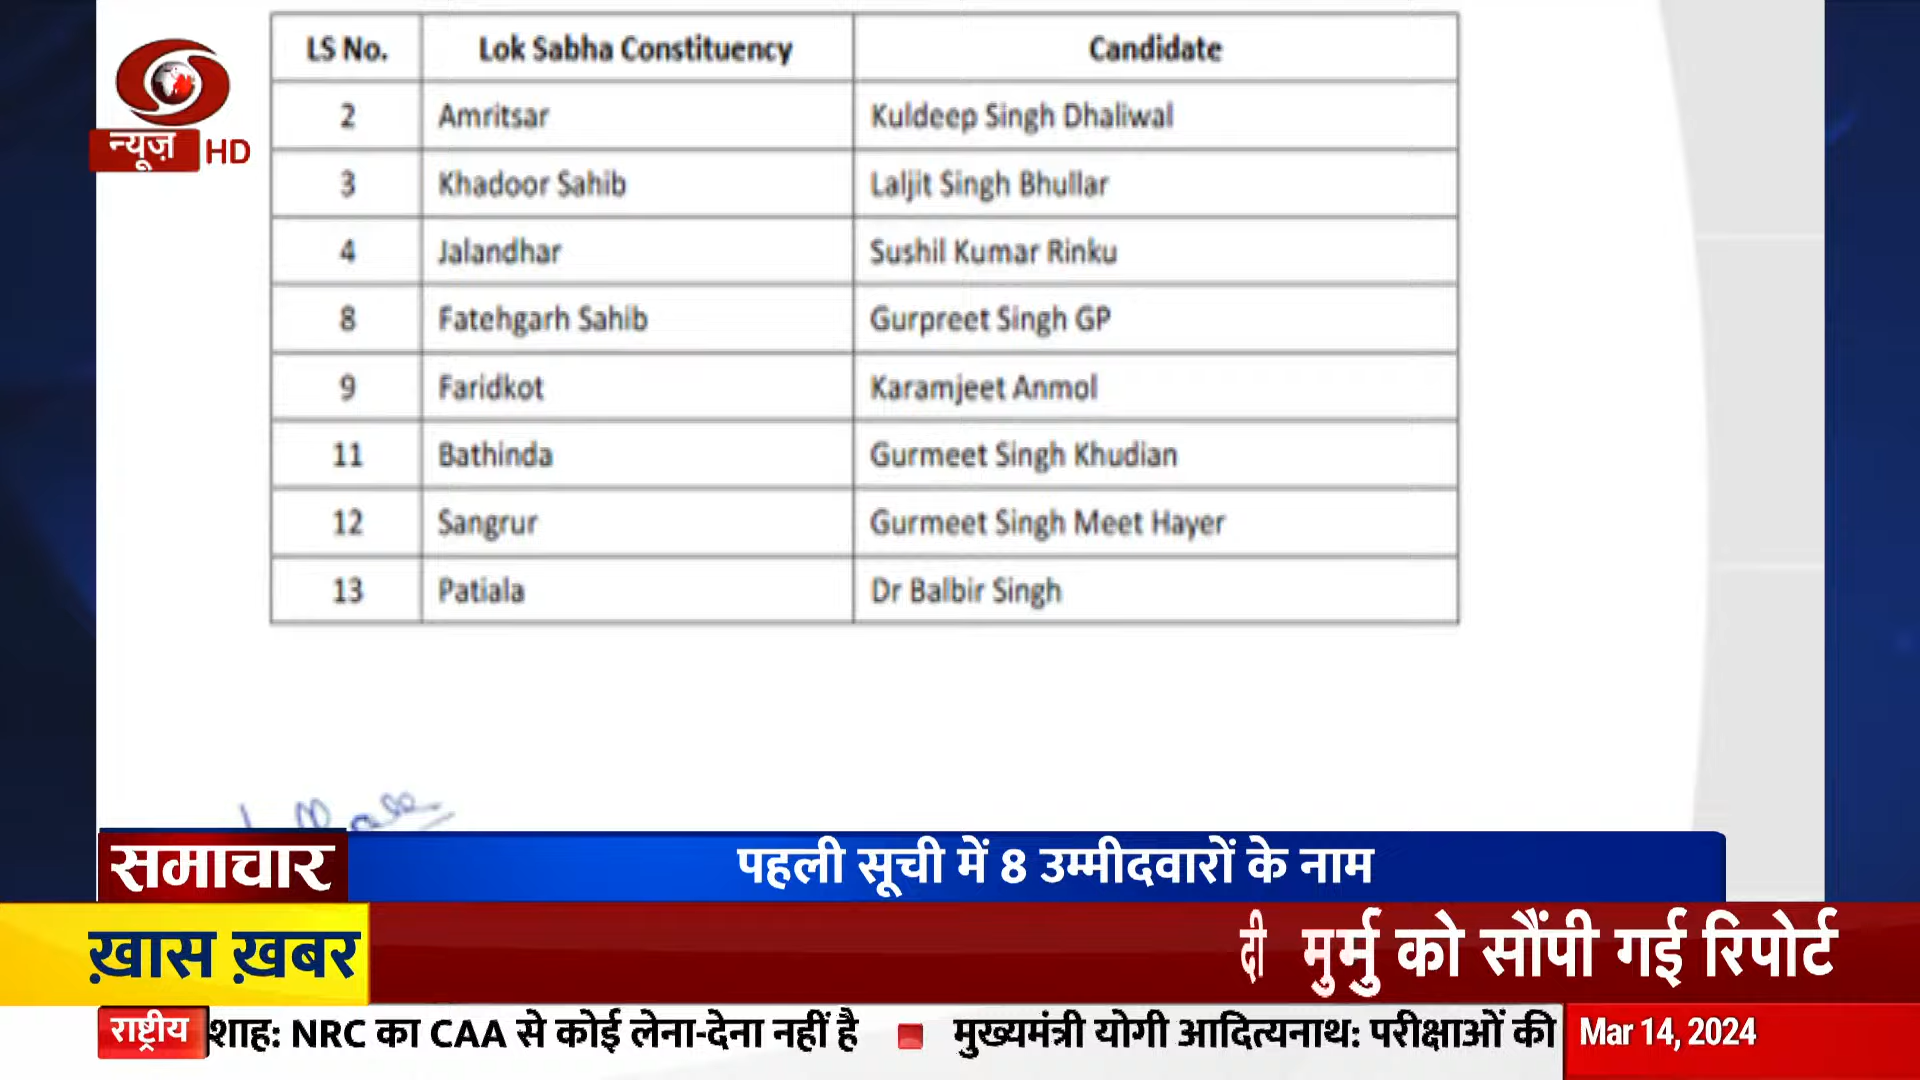 LS No. Lok Sabha Constituency Candidate
2 Amritsar Kuldeep Singh Dhaliwal
3 Khadoor Sahib Laljit Singh Bhullar
4 Jalandhar Sushil Kumar Rinku
8 Fatehgarh Sahib Gurpreet Singh GP
9 Faridkot Karamjeet Anmol
11 Bathinda Gurmeet Singh Khudian
12 Sangrur Gurmeet Singh Meet Hayer
13 Patiala Dr Balbir Singh
न्यूज़ HD
समाचार पहली सूची में 8 उम्मीदवारों के नाम
ख़ास ख़बर दी मुर्मु को सौंपी गई रिपोर्ट
राष्ट्रीय शाह: NRC का CAA से कोई लेना-देना नहीं है मुख्यमंत्री योगी आदित्यनाथ: परीक्षाओं की Mar 14, 2024